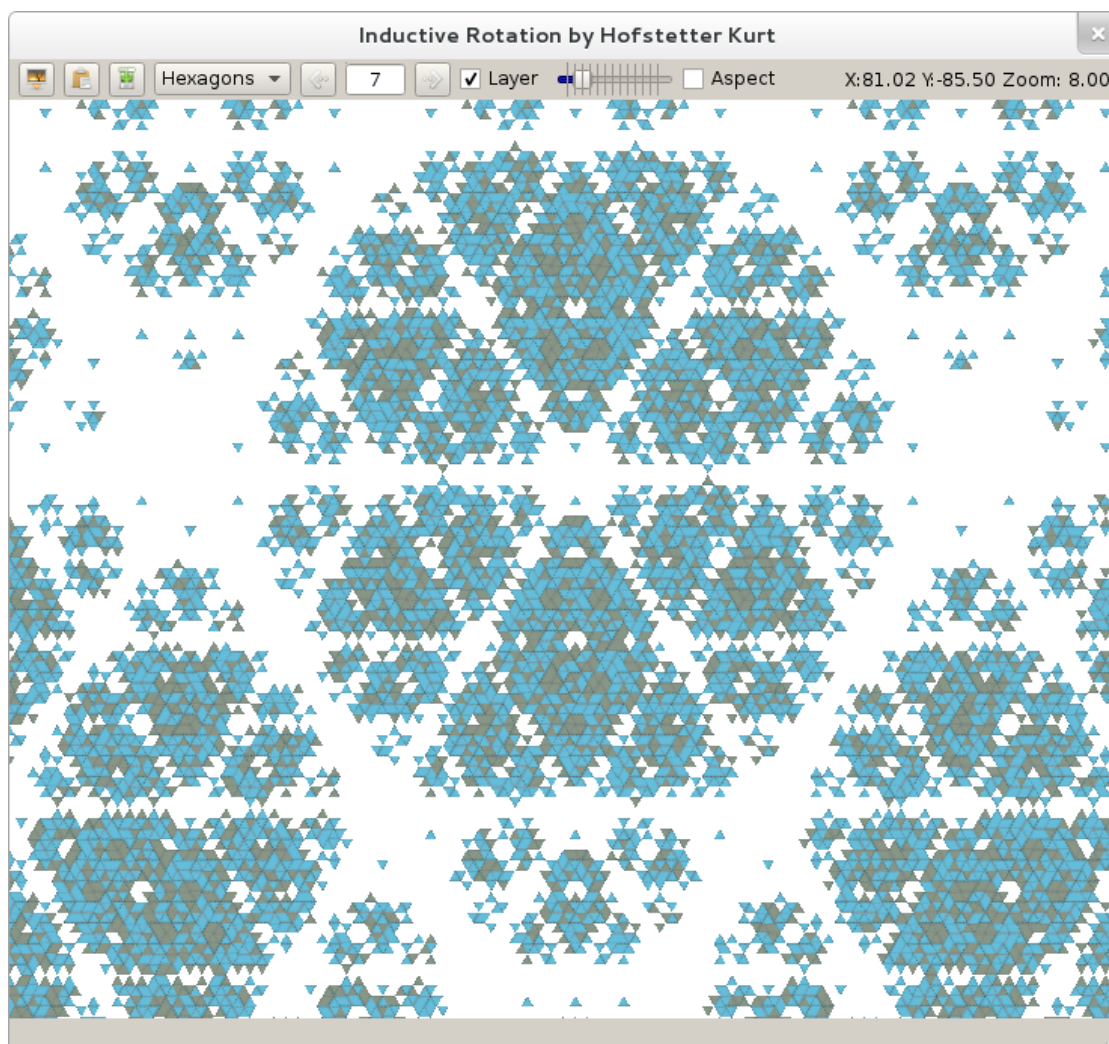 Inductive Rotation by Hofstetter Kurt
Hexagons 7 Layer Aspect X:81.02 Y:-85.50 Zoom: 8.00